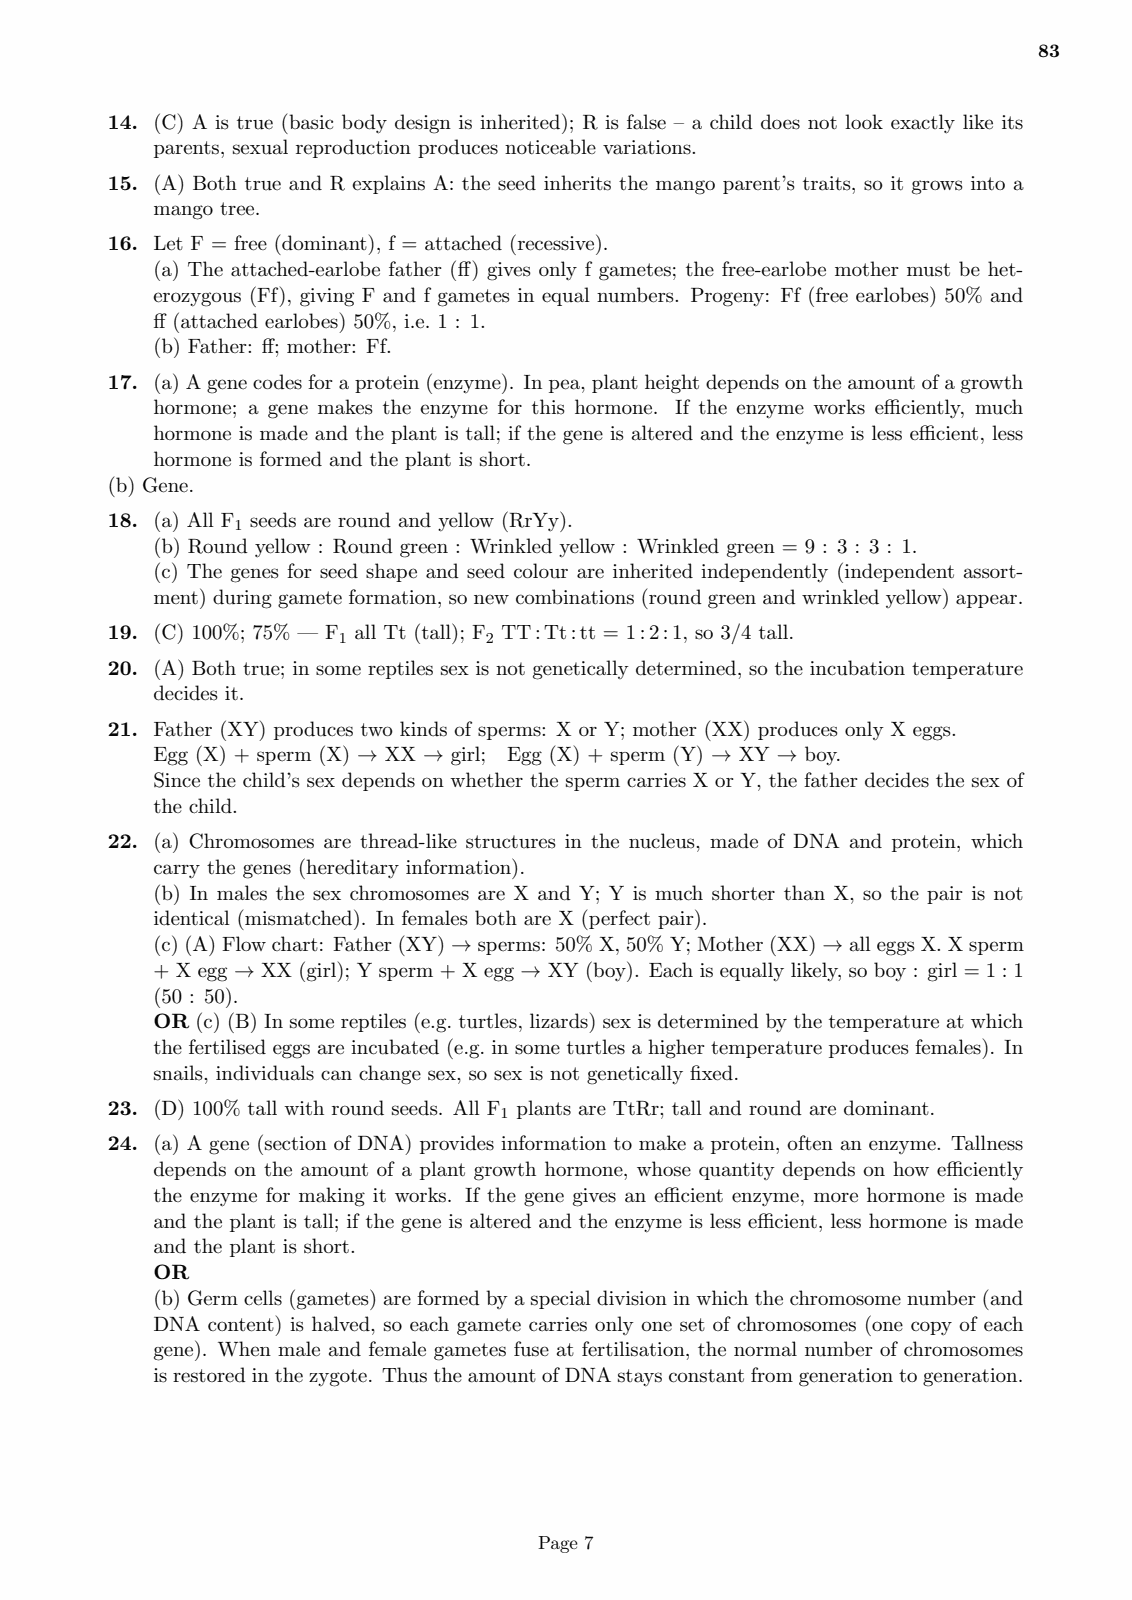 83
14. (C) A is true (basic body design is inherited); R is false – a child does not look exactly like its
parents, sexual reproduction produces noticeable variations.
15. (A) Both true and R explains A: the seed inherits the mango parent's traits, so it grows into a
mango tree.
16. Let F = free (dominant), f = attached (recessive).
(a) The attached-earlobe father (ff) gives only f gametes; the free-earlobe mother must be het-
erozygous (Ff), giving F and f gametes in equal numbers. Progeny: Ff (free earlobes) 50% and
ff (attached earlobes) 50%, i.e. 1 : 1.
(b) Father: ff; mother: Ff.
17. (a) A gene codes for a protein (enzyme). In pea, plant height depends on the amount of a growth
hormone; a gene makes the enzyme for this hormone. If the enzyme works efficiently, much
hormone is made and the plant is tall; if the gene is altered and the enzyme is less efficient, less
hormone is formed and the plant is short.
(b) Gene.
18. (a) All F₁ seeds are round and yellow (RrYy).
(b) Round yellow : Round green : Wrinkled yellow : Wrinkled green = 9 : 3 : 3 : 1.
(c) The genes for seed shape and seed colour are inherited independently (independent assort-
ment) during gamete formation, so new combinations (round green and wrinkled yellow) appear.
19. (C) 100%; 75% — F₁ all Tt (tall); F₂ TT : Tt : tt = 1 : 2 : 1, so 3/4 tall.
20. (A) Both true; in some reptiles sex is not genetically determined, so the incubation temperature
decides it.
21. Father (XY) produces two kinds of sperms: X or Y; mother (XX) produces only X eggs.
Egg (X) + sperm (X) → XX → girl; Egg (X) + sperm (Y) → XY → boy.
Since the child's sex depends on whether the sperm carries X or Y, the father decides the sex of
the child.
22. (a) Chromosomes are thread-like structures in the nucleus, made of DNA and protein, which
carry the genes (hereditary information).
(b) In males the sex chromosomes are X and Y; Y is much shorter than X, so the pair is not
identical (mismatched). In females both are X (perfect pair).
(c) (A) Flow chart: Father (XY) → sperms: 50% X, 50% Y; Mother (XX) → all eggs X. X sperm
+ X egg → XX (girl); Y sperm + X egg → XY (boy). Each is equally likely, so boy : girl = 1 : 1
(50 : 50).
OR (c) (B) In some reptiles (e.g. turtles, lizards) sex is determined by the temperature at which
the fertilised eggs are incubated (e.g. in some turtles a higher temperature produces females). In
snails, individuals can change sex, so sex is not genetically fixed.
23. (D) 100% tall with round seeds. All F₁ plants are TtRr; tall and round are dominant.
24. (a) A gene (section of DNA) provides information to make a protein, often an enzyme. Tallness
depends on the amount of a plant growth hormone, whose quantity depends on how efficiently
the enzyme for making it works. If the gene gives an efficient enzyme, more hormone is made
and the plant is tall; if the gene is altered and the enzyme is less efficient, less hormone is made
and the plant is short.
OR
(b) Germ cells (gametes) are formed by a special division in which the chromosome number (and
DNA content) is halved, so each gamete carries only one set of chromosomes (one copy of each
gene). When male and female gametes fuse at fertilisation, the normal number of chromosomes
is restored in the zygote. Thus the amount of DNA stays constant from generation to generation.
Page 7